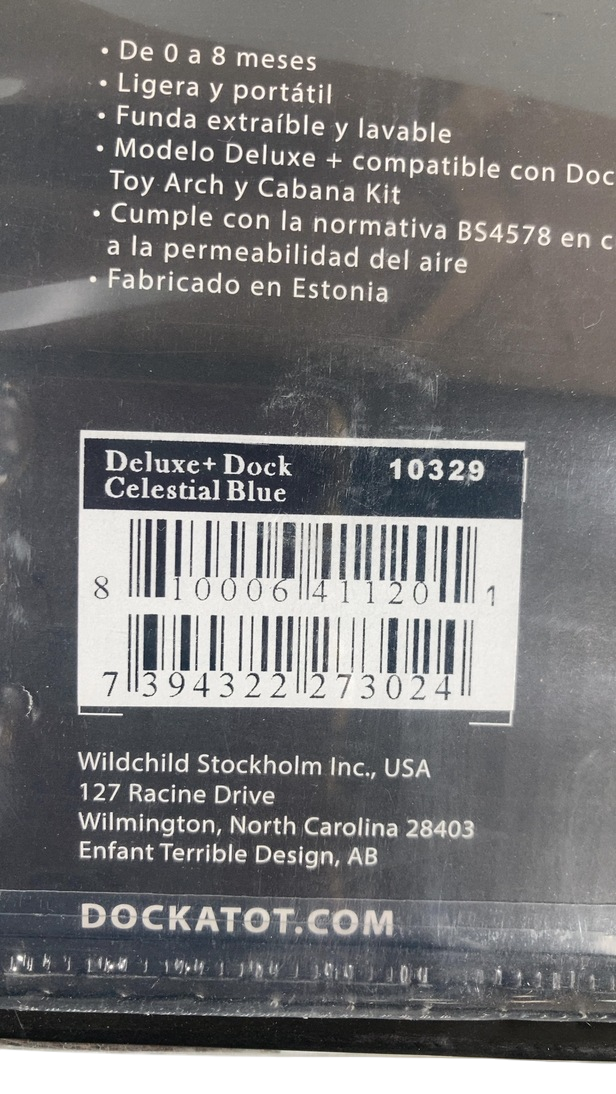 • De 0 a 8 meses
• Ligera y portátil
• Funda extraíble y lavable
• Modelo Deluxe + compatible con Doc
Toy Arch y Cabana Kit
• Cumple con la normativa BS4578 en c
a la permeabilidad del aire
• Fabricado en Estonia
Deluxe+ Dock 10329
Celestial Blue
8 10006 41120 1
7 394322 273024
Wildchild Stockholm Inc., USA
127 Racine Drive
Wilmington, North Carolina 28403
Enfant Terrible Design, AB
DOCKATOT.COM